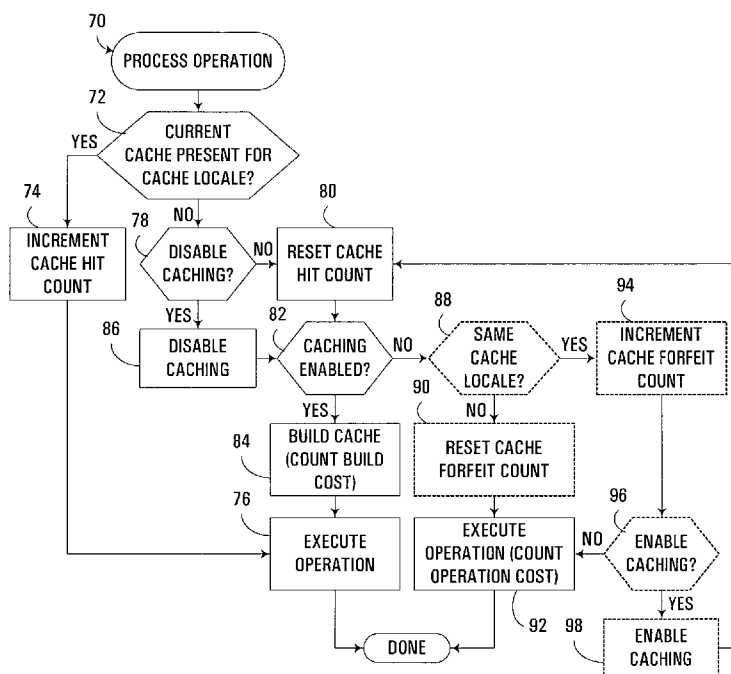 70
PROCESS OPERATION
72
YES
CURRENT
CACHE PRESENT FOR
CACHE LOCALE?
74
INCREMENT
CACHE HIT
COUNT
NO
78
DISABLE
CACHING?
NO
80
RESET CACHE
HIT COUNT
YES
86
DISABLE
CACHING
82
CACHING
ENABLED?
NO
88
SAME
CACHE
LOCALE?
YES
94
INCREMENT
CACHE FORFEIT
COUNT
YES
84
BUILD CACHE
(COUNT BUILD
COST)
NO
90
RESET CACHE
FORFEIT COUNT
76
EXECUTE
OPERATION
EXECUTE
OPERATION (COUNT
OPERATION COST)
92
NO
96
ENABLE
CACHING?
YES
98
ENABLE
CACHING
DONE